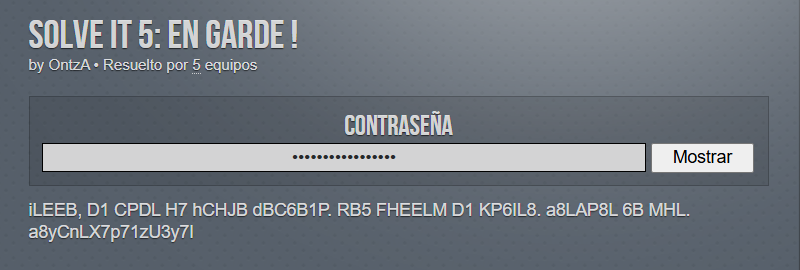 SOLVE IT 5: EN GARDE !
by OntzA • Resuelto por 5 equipos
CONTRASEÑA
••••••••••••••••• Mostrar
iLEEB, D1 CPDL H7 hCHJB dBC6B1P. RB5 FHEELM D1 KP6IL8. a8LAP8L 6B MHL.
a8yCnLX7p71zU3y7I